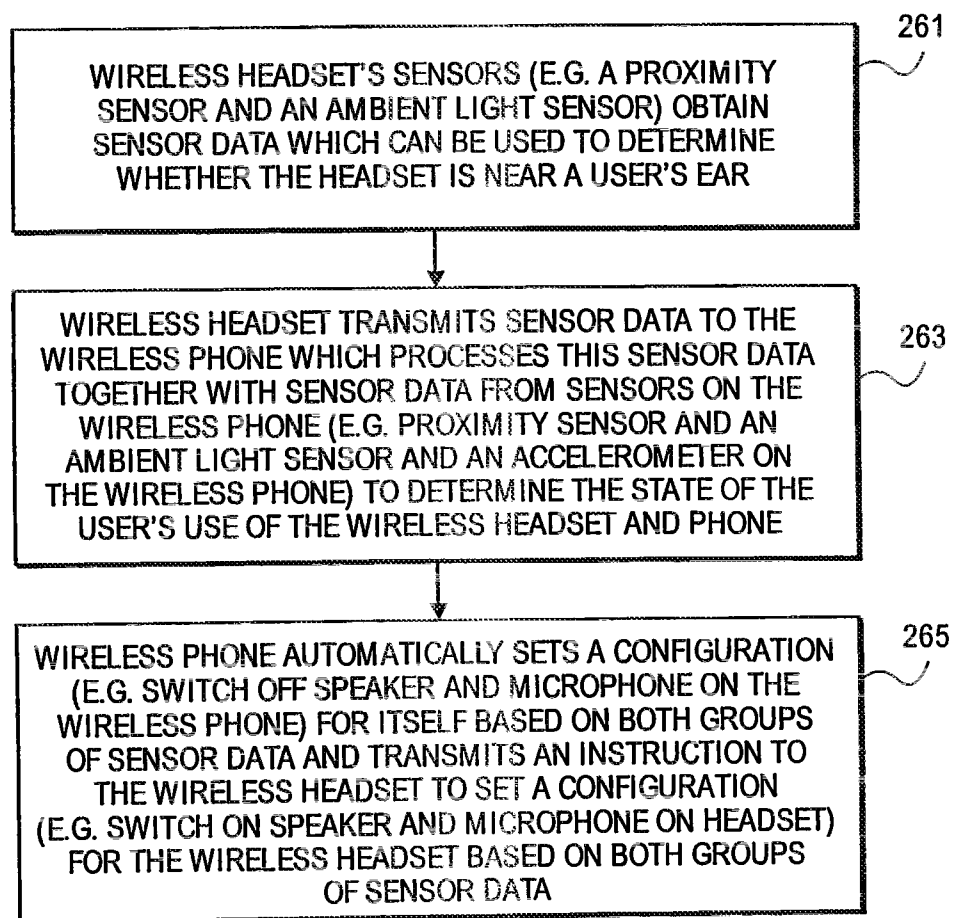 261
WIRELESS HEADSET'S SENSORS (E.G. A PROXIMITY
SENSOR AND AN AMBIENT LIGHT SENSOR) OBTAIN
SENSOR DATA WHICH CAN BE USED TO DETERMINE
WHETHER THE HEADSET IS NEAR A USER'S EAR
263
WIRELESS HEADSET TRANSMITS SENSOR DATA TO THE
WIRELESS PHONE WHICH PROCESSES THIS SENSOR DATA
TOGETHER WITH SENSOR DATA FROM SENSORS ON THE
WIRELESS PHONE (E.G. PROXIMITY SENSOR AND AN
AMBIENT LIGHT SENSOR AND AN ACCELEROMETER ON
THE WIRELESS PHONE) TO DETERMINE THE STATE OF THE
USER'S USE OF THE WIRELESS HEADSET AND PHONE
265
WIRELESS PHONE AUTOMATICALLY SETS A CONFIGURATION
(E.G. SWITCH OFF SPEAKER AND MICROPHONE ON THE
WIRELESS PHONE) FOR ITSELF BASED ON BOTH GROUPS
OF SENSOR DATA AND TRANSMITS AN INSTRUCTION TO
THE WIRELESS HEADSET TO SET A CONFIGURATION
(E.G. SWITCH ON SPEAKER AND MICROPHONE ON HEADSET)
FOR THE WIRELESS HEADSET BASED ON BOTH GROUPS
OF SENSOR DATA